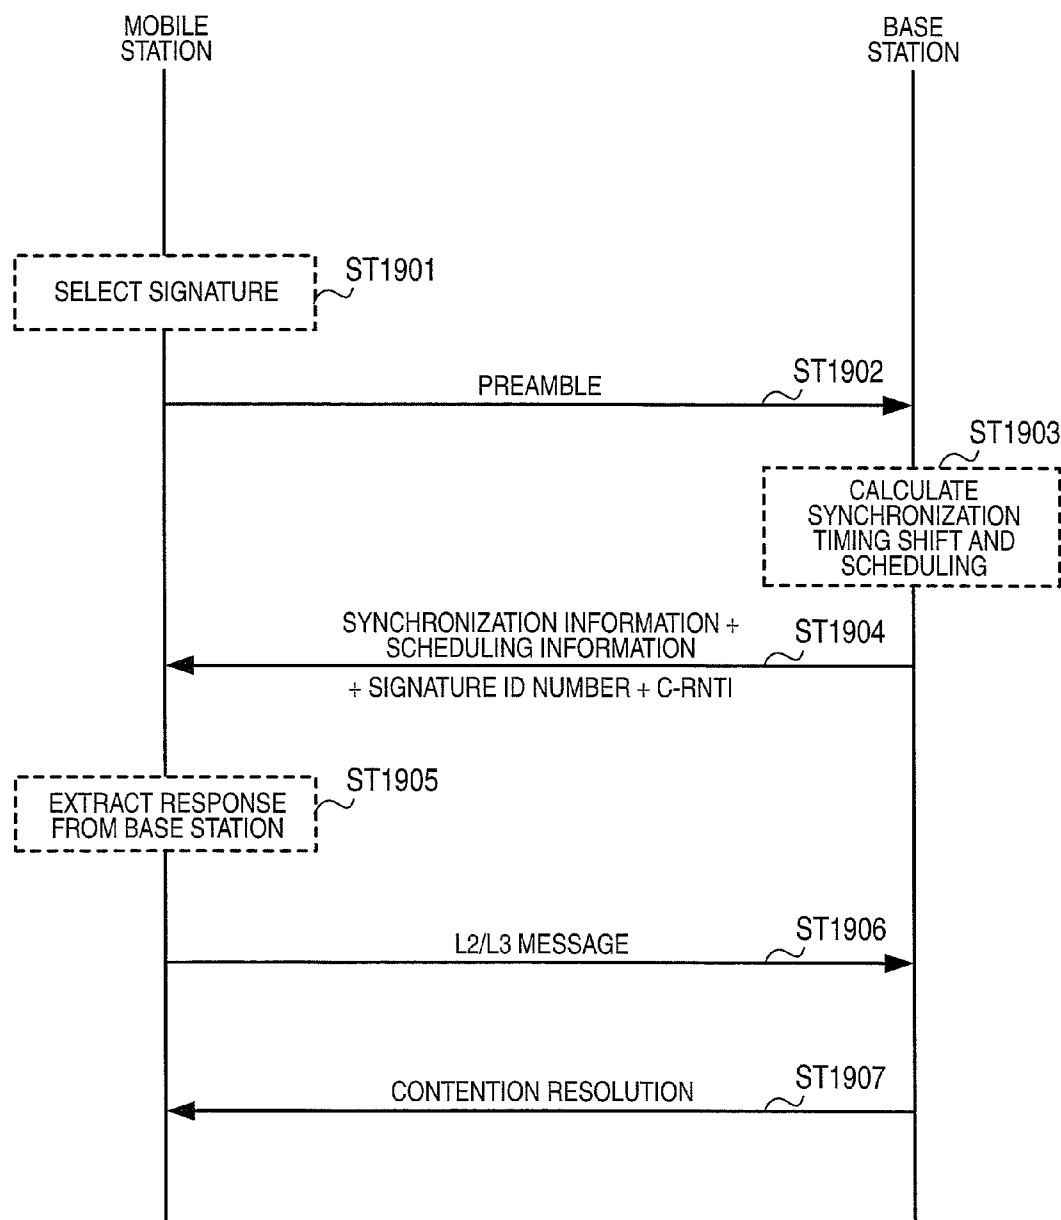 MOBILE
STATION
BASE
STATION
SELECT SIGNATURE
ST1901
PREAMBLE
ST1902
ST1903
CALCULATE
SYNCHRONIZATION
TIMING SHIFT AND
SCHEDULING
SYNCHRONIZATION INFORMATION +
SCHEDULING INFORMATION
ST1904
+ SIGNATURE ID NUMBER + C-RNTI
ST1905
EXTRACT RESPONSE
FROM BASE STATION
L2/L3 MESSAGE
ST1906
CONTENTION RESOLUTION
ST1907